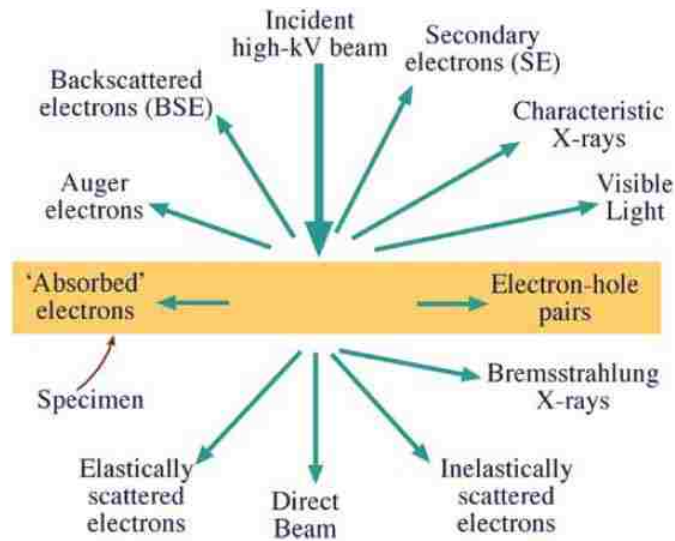 Incident
high-kV beam
Secondary
electrons (SE)
Backscattered
electrons (BSE)
Characteristic
X-rays
Auger
electrons
Visible
Light
'Absorbed'
electrons
Electron-hole
pairs
Specimen
Bremsstrahlung
X-rays
Elastically
scattered
electrons
Direct
Beam
Inelastically
scattered
electrons